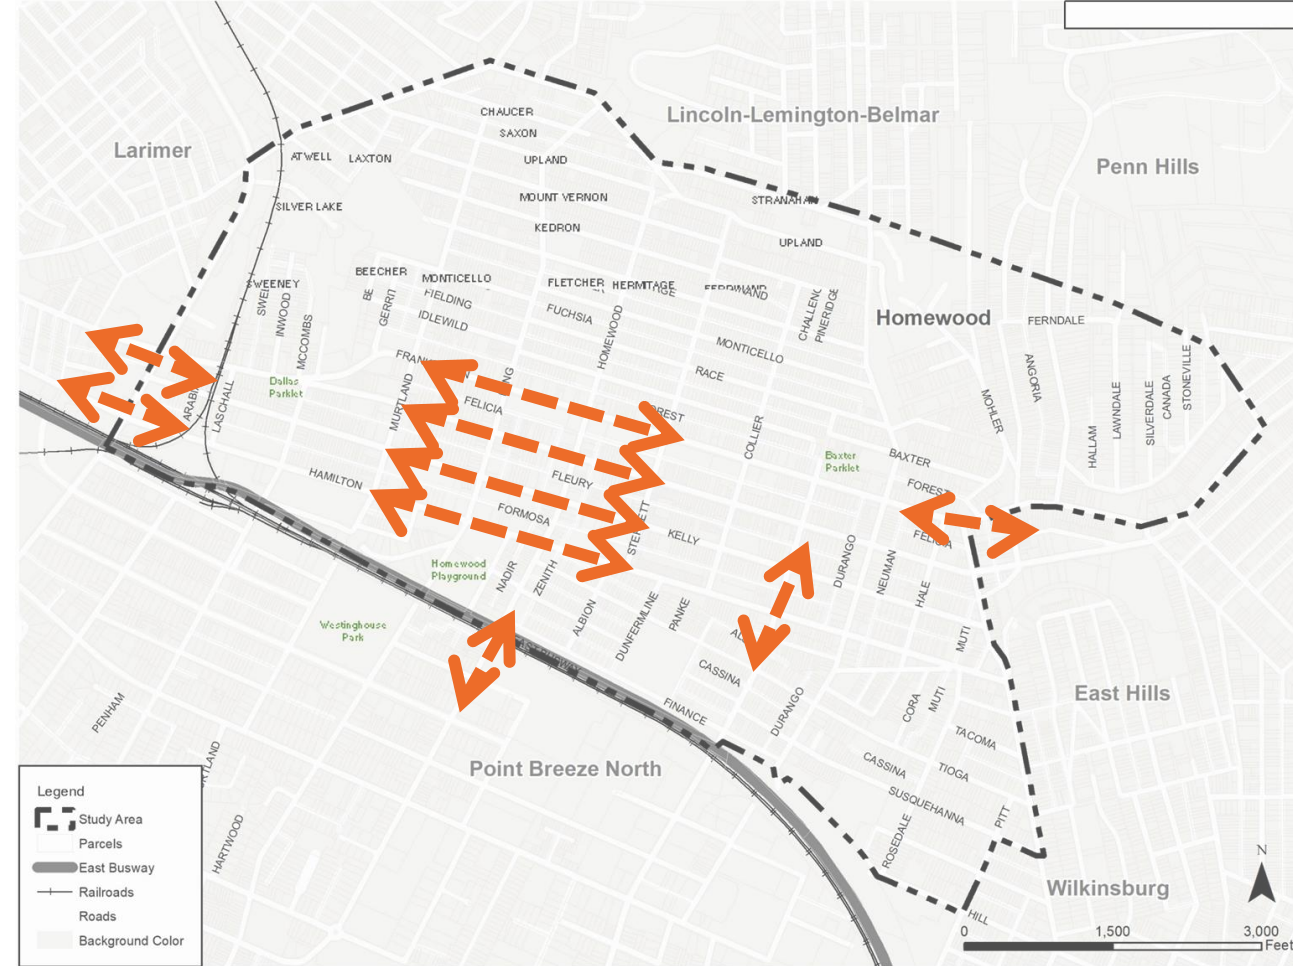 CHAUCER
Lincoln-Lemington-Belmar
SAXON
Larimer
ATWELL
LAXTON
UPLAND
Penn Hills
MOUNT VERNON
STRANAHAN
SILVER LAKE
KEDRON
UPLAND
BEECHER
MONTICELLO
SWEENEY
FLETCHER
HERMITAGE
FERDINAND
GERRIT
INWOOD
FIELDING
FUCHSIA
IDLEWILD
PINERIDGE
Homewood
FERNDALE
MCCOMBS
HOMEWOOD
MONTICELLO
RACE
STONEVILLE
CANADA
SILVERDALE
LAWNDALE
ANGORIA
HALLAM
MOHLER
Dallas
Parklet
LASCHALL
MURTLAND
FELICIA
COLLIER
Baxter
Parklet
BAXTER
FOREST
HAMILTON
FLEURY
FORMOSA
KELLY
FELICIA
Homewood
Playground
NADIR
ZENITH
ALBION
DUNFERMLINE
PANKE
DURANGO
NEUMAN
HALE
MUTI
Westinghouse
Park
CASSINA
FINANCE
DURANGO
CORA
MUTI
East Hills
PENHAM
TACOMA
TIOGA
CASSINA
SUSQUEHANNA
PITT
ROSEDALE
Point Breeze North
HARTWOOD
Wilkinsburg
HILL
Legend
Study Area
Parcels
East Busway
Railroads
Roads
Background Color
N
0 1,500 3,000
Feet